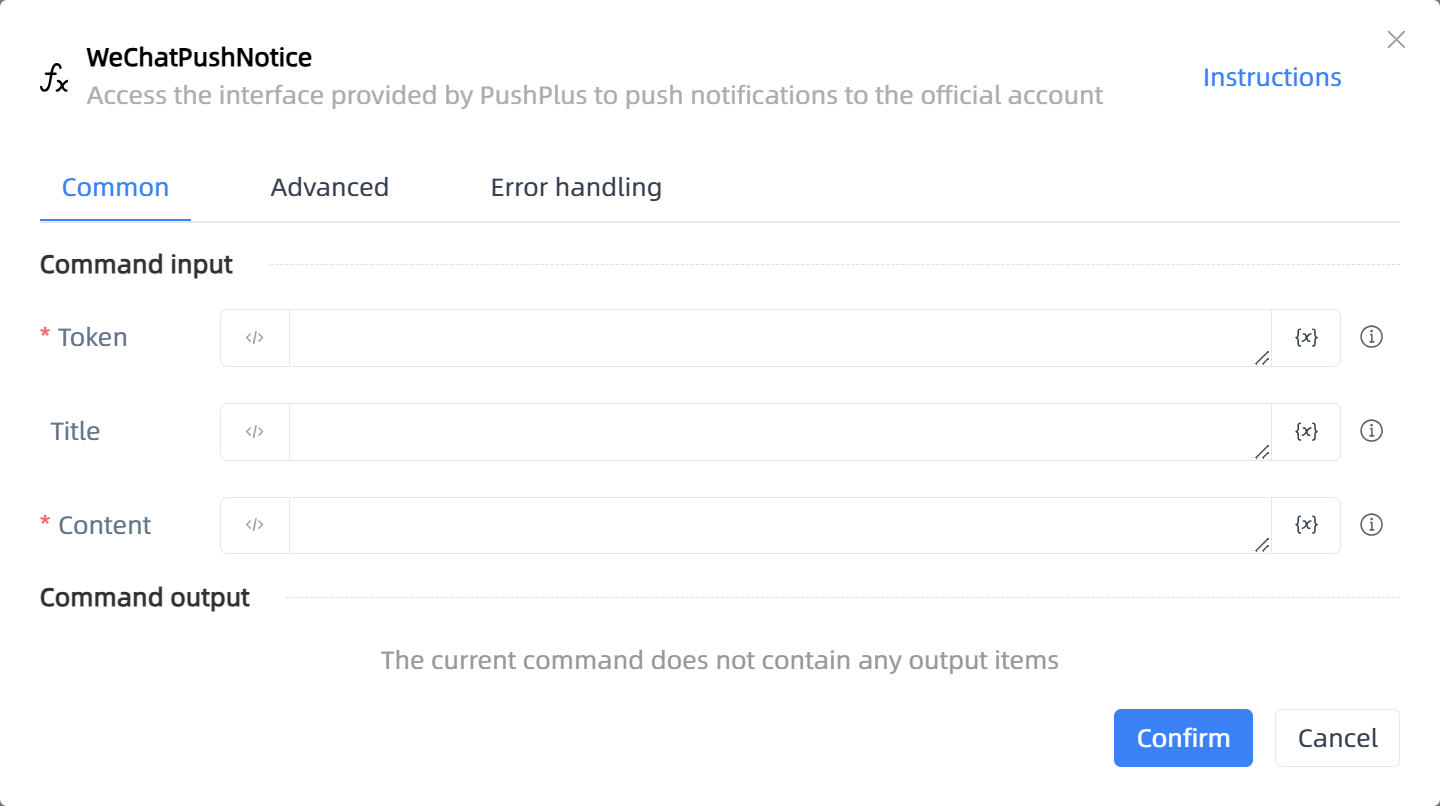 WeChatPushNotice
Access the interface provided by PushPlus to push notifications to the official account
Instructions
Common
Advanced
Error handling
Command input
* Token
</>
{x}
Title
</>
{x}
* Content
</>
{x}
Command output
The current command does not contain any output items
Confirm
Cancel